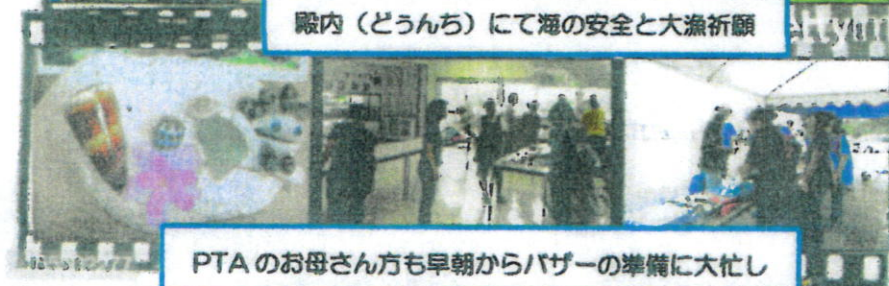 殿内（どぅんち）にて海の安全と大漁祈願
PTAのお母さん方も早朝からバザーの準備に大忙し